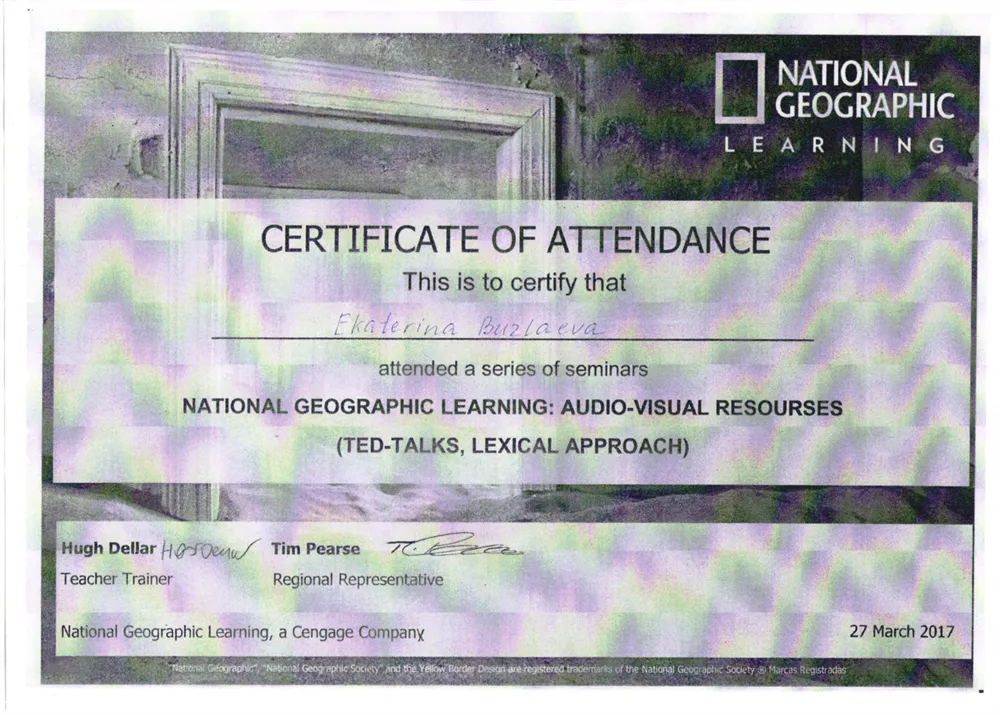 NATIONAL
GEOGRAPHIC
LEARNING
CERTIFICATE OF ATTENDANCE
This is to certify that
Ekaterina Buzlaeva
attended a series of seminars
NATIONAL GEOGRAPHIC LEARNING: AUDIO-VISUAL RESOURSES
(TED-TALKS, LEXICAL APPROACH)
Hugh Dellar Tim Pearse
Teacher Trainer Regional Representative
National Geographic Learning, a Cengage Company 27 March 2017
"National Geographic", "National Geographic Society" and the Yellow Border Design are registered trademarks of the National Geographic Society ® Marcas Registradas